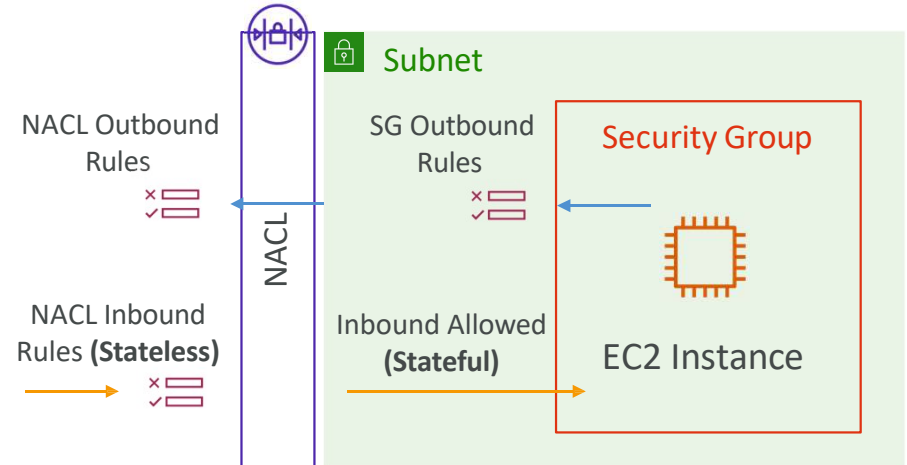 Subnet
NACL Outbound
Rules
SG Outbound
Rules
Security Group
NACL
NACL Inbound
Rules (Stateless)
Inbound Allowed
(Stateful)
EC2 Instance